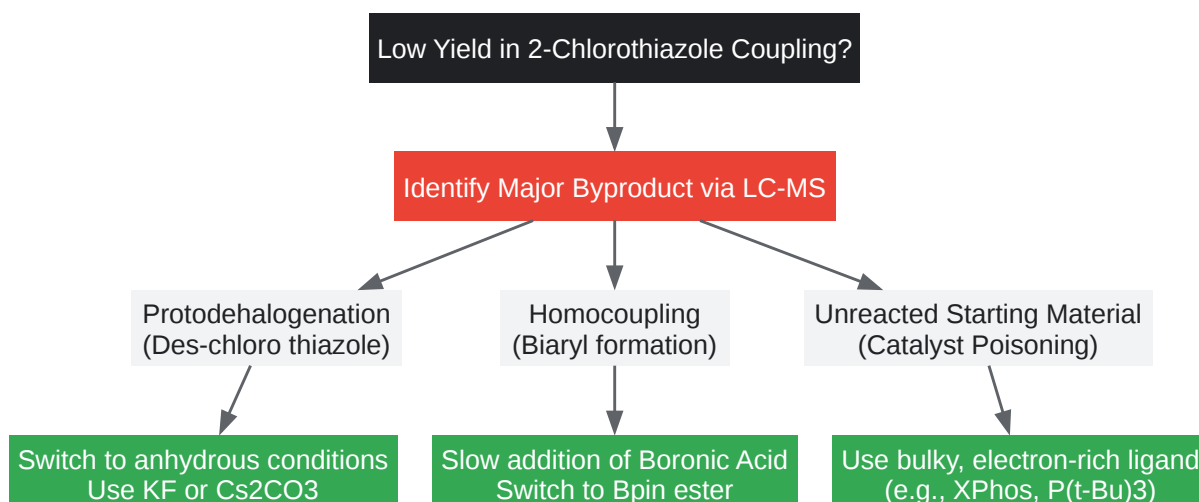 Low Yield in 2-Chlorothiazole Coupling?
Identify Major Byproduct via LC-MS
Protodehalogenation
(Des-chloro thiazole)
Homocoupling
(Biaryl formation)
Unreacted Starting Material
(Catalyst Poisoning)
Switch to anhydrous conditions
Use KF or Cs2CO3
Slow addition of Boronic Acid
Switch to Bpin ester
Use bulky, electron-rich ligand
(e.g., XPhos, P(t-Bu)3)